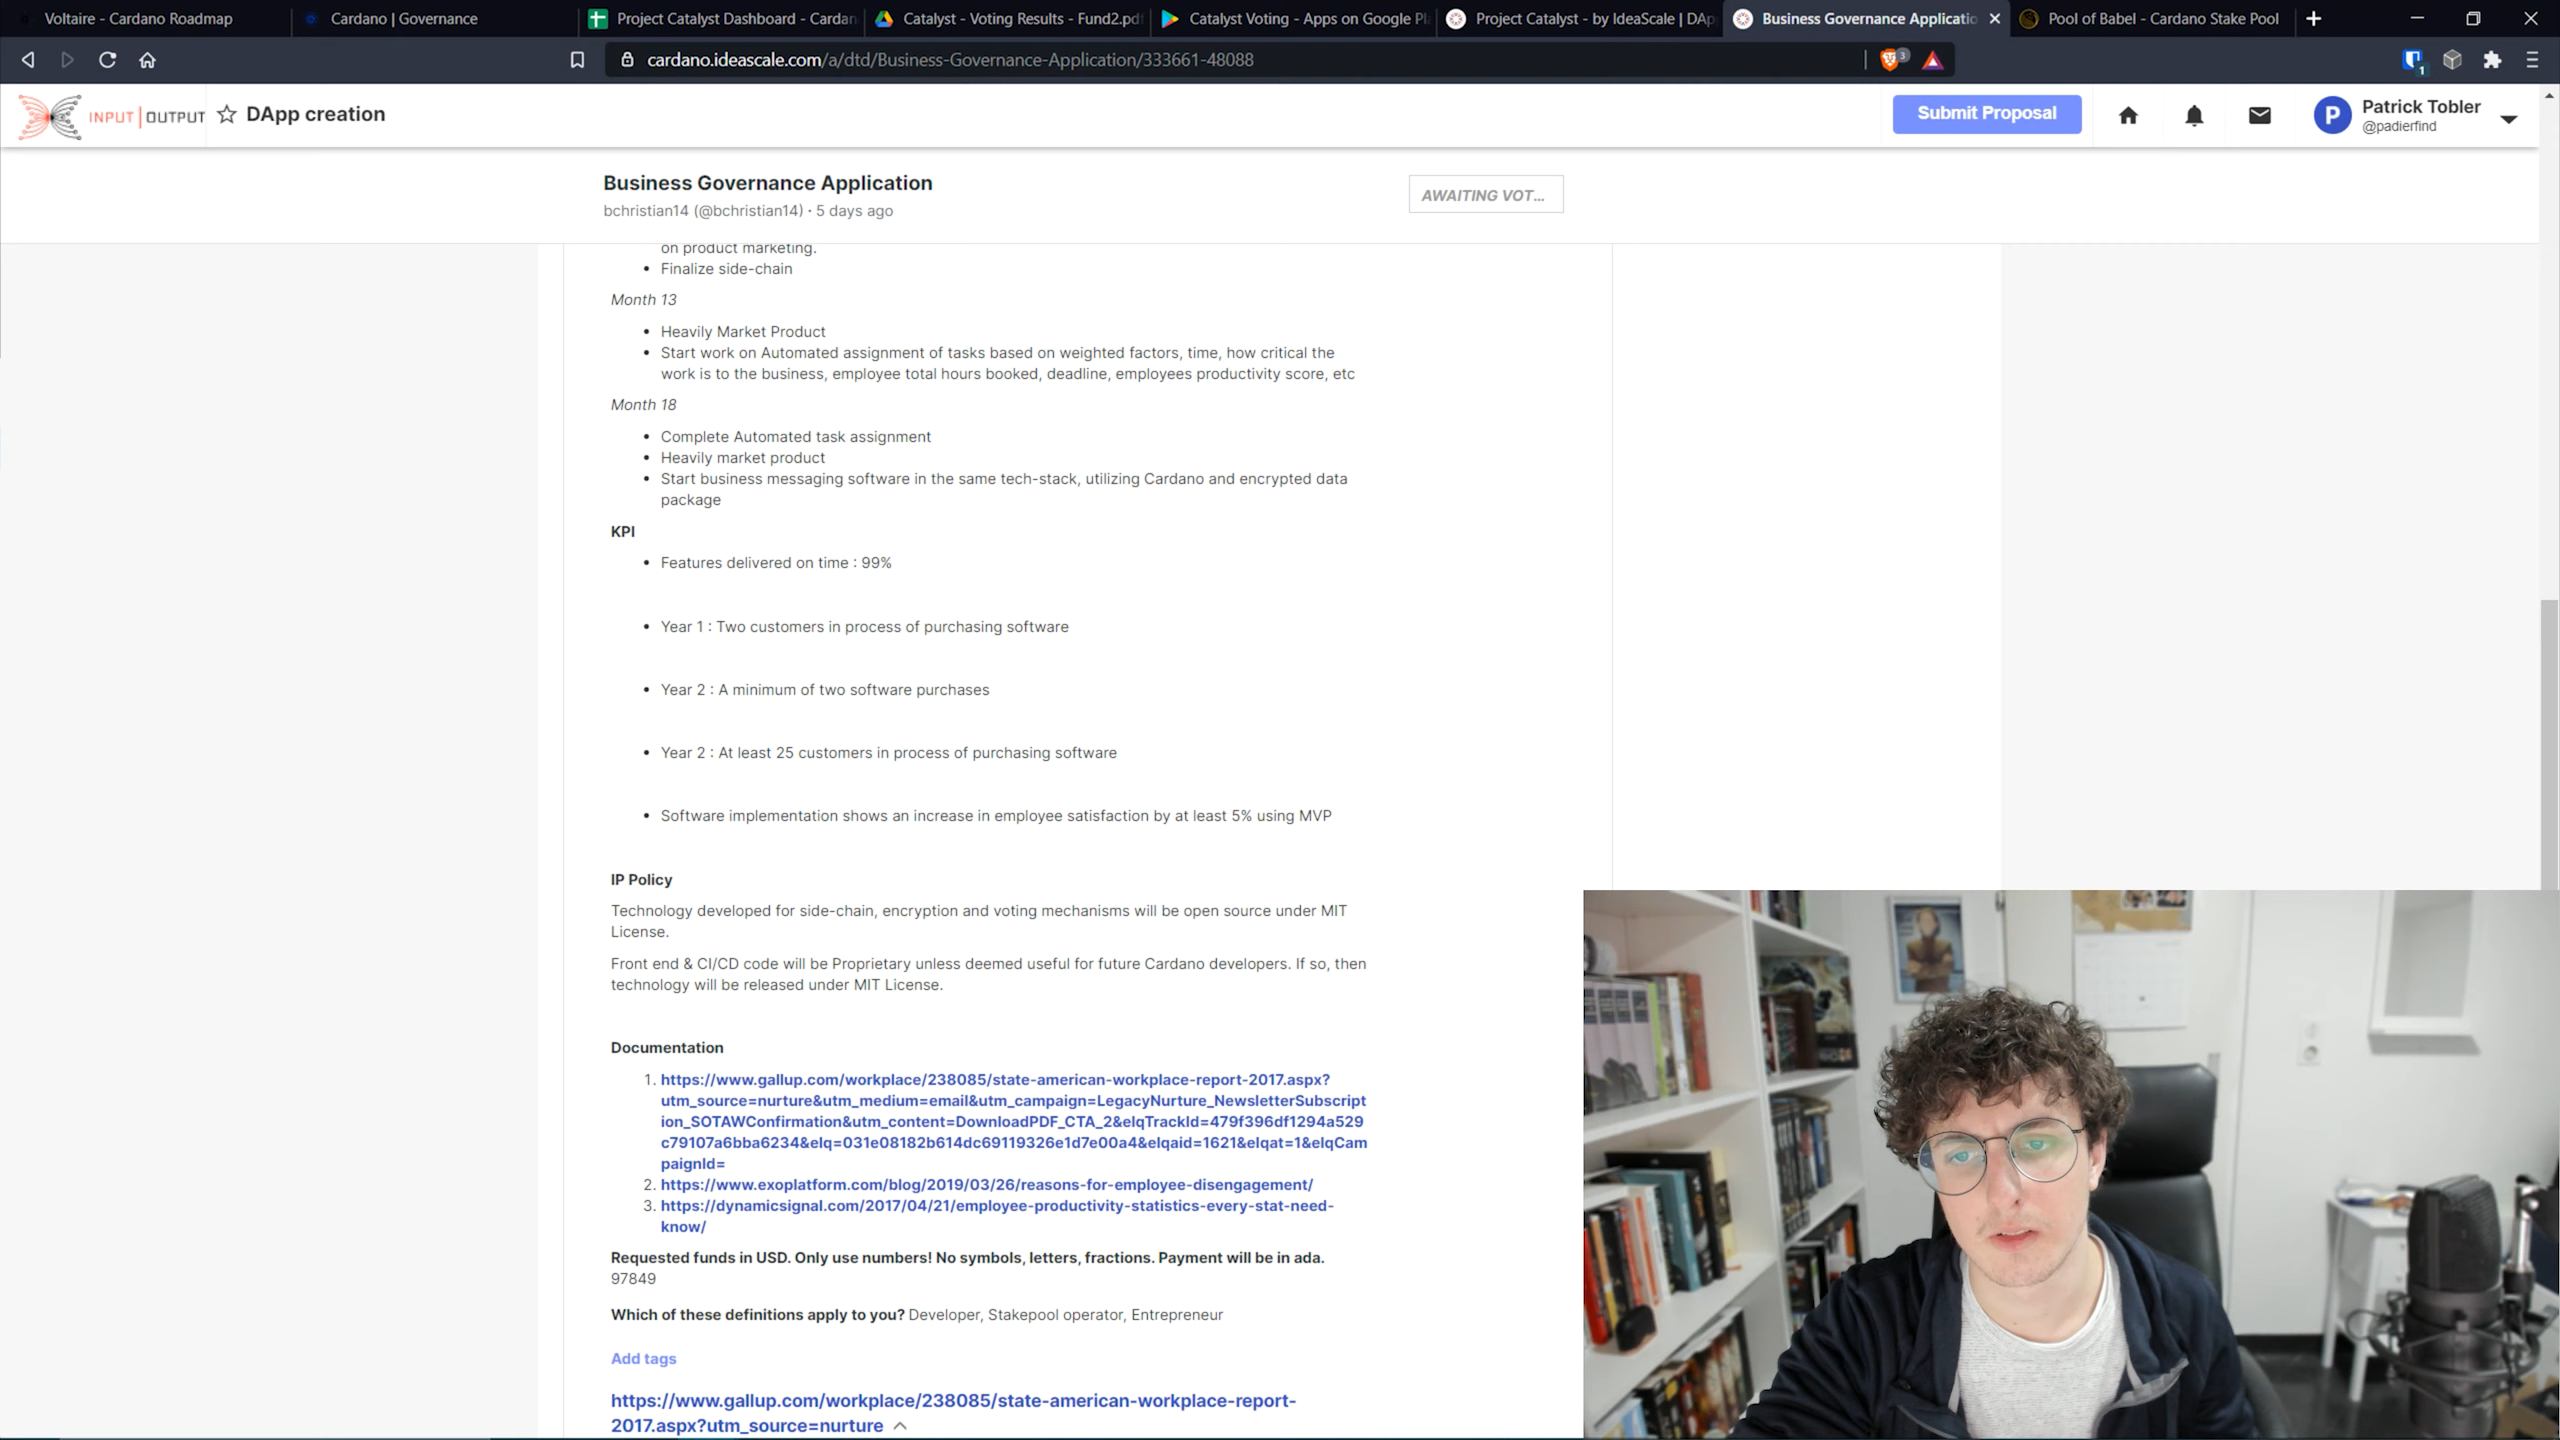 Voltaire - Cardano Roadmap
Cardano | Governance
Project Catalyst Dashboard - Cardan
Catalyst - Voting Results - Fund2.pdf
Catalyst Voting - Apps on Google Pl
Project Catalyst - by IdeaScale | DAp
Business Governance Applicatio
Pool of Babel - Cardano Stake Pool
cardano.ideascale.com/a/dtd/Business-Governance-Application/333661-48088
3
1
INPUT | OUTPUT
DApp creation
Submit Proposal
P
Patrick Tobler
@padierfind
Business Governance Application
bchristian14 (@bchristian14) · 5 days ago
AWAITING VOT...
on product marketing.
• Finalize side-chain
Month 13
• Heavily Market Product
• Start work on Automated assignment of tasks based on weighted factors, time, how critical the
work is to the business, employee total hours booked, deadline, employees productivity score, etc
Month 18
• Complete Automated task assignment
• Heavily market product
• Start business messaging software in the same tech-stack, utilizing Cardano and encrypted data
package
KPI
• Features delivered on time : 99%
• Year 1 : Two customers in process of purchasing software
• Year 2 : A minimum of two software purchases
• Year 2 : At least 25 customers in process of purchasing software
• Software implementation shows an increase in employee satisfaction by at least 5% using MVP
IP Policy
Technology developed for side-chain, encryption and voting mechanisms will be open source under MIT
License.
Front end & CI/CD code will be Proprietary unless deemed useful for future Cardano developers. If so, then
technology will be released under MIT License.
Documentation
1. https://www.gallup.com/workplace/238085/state-american-workplace-report-2017.aspx?
utm_source=nurture&utm_medium=email&utm_campaign=LegacyNurture_NewsletterSubscript
ion_SOTAWConfirmation&utm_content=DownloadPDF_CTA_2&elqTrackId=479f396df1294a529
c79107a6bba6234&elq=031e08182b614dc69119326e1d7e00a4&elqaid=1621&elqat=1&elqCam
paignId=
2. https://www.exoplatform.com/blog/2019/03/26/reasons-for-employee-disengagement/
3. https://dynamicsignal.com/2017/04/21/employee-productivity-statistics-every-stat-need-
know/
Requested funds in USD. Only use numbers! No symbols, letters, fractions. Payment will be in ada.
97849
Which of these definitions apply to you? Developer, Stakepool operator, Entrepreneur
Add tags
https://www.gallup.com/workplace/238085/state-american-workplace-report-
2017.aspx?utm_source=nurture